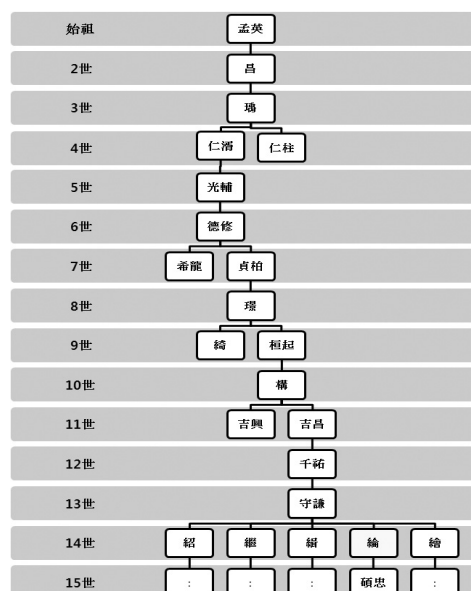 始祖 孟英
2世 昌
3世 瑀
4世 仁濡 仁柱
5世 光輔
6世 德修
7世 希龍 貞柏
8世 璟
9世 綺 桓起
10世 構
11世 吉興 吉昌
12世 千祐
13世 守謙
14世 紹 繼 緝 綸 繪
15世 : : : 碩忠 :